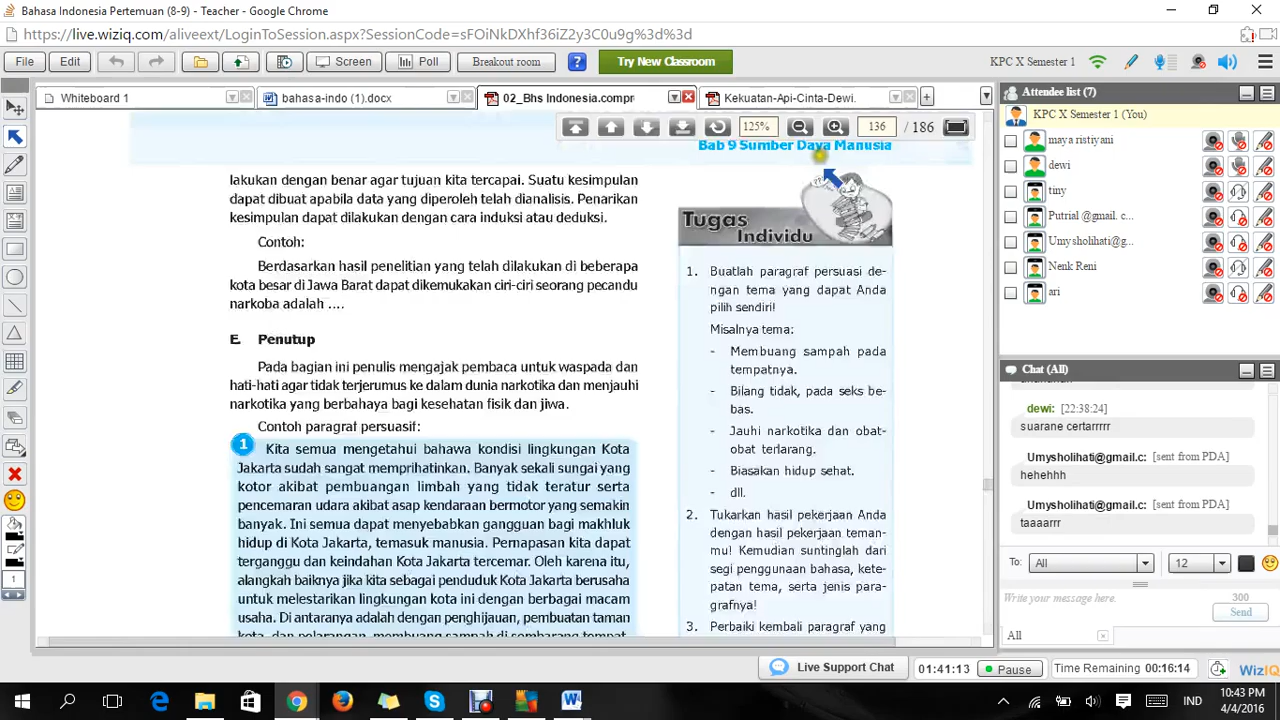 Bahasa Indonesia Pertemuan (8-9) - Teacher - Google Chrome
https://live.wiziq.com/aliveext/LoginToSession.aspx?SessionCode=sFOiNkDXhf36iZ2y3C0u9g%3d%3d
File Edit Screen Poll Breakout room ? Try New Classroom KPC X Semester 1
Whiteboard 1 bahasa-indo (1).docx 02_Bhs Indonesia.compr Kekuatan-Api-Cinta-Dewi.
125% 136 / 186
Bab 9 Sumber Daya Manusia
lakukan dengan benar agar tujuan kita tercapai. Suatu kesimpulan
dapat dibuat apabila data yang diperoleh telah dianalisis. Penarikan
kesimpulan dapat dilakukan dengan cara induksi atau deduksi.
Contoh:
Berdasarkan hasil penelitian yang telah dilakukan di beberapa
kota besar di Jawa Barat dapat dikemukakan ciri-ciri seorang pecandu
narkoba adalah ....
E. Penutup
Pada bagian ini penulis mengajak pembaca untuk waspada dan
hati-hati agar tidak terjerumus ke dalam dunia narkotika dan menjauhi
narkotika yang berbahaya bagi kesehatan fisik dan jiwa.
Contoh paragraf persuasif:
1 Kita semua mengetahui bahawa kondisi lingkungan Kota
Jakarta sudah sangat memprihatinkan. Banyak sekali sungai yang
kotor akibat pembuangan limbah yang tidak teratur serta
pencemaran udara akibat asap kendaraan bermotor yang semakin
banyak. Ini semua dapat menyebabkan gangguan bagi makhluk
hidup di Kota Jakarta, temasuk manusia. Pernapasan kita dapat
terganggu dan keindahan Kota Jakarta tercemar. Oleh karena itu,
alangkah baiknya jika kita sebagai penduduk Kota Jakarta berusaha
untuk melestarikan lingkungan kota ini dengan berbagai macam
usaha. Di antaranya adalah dengan penghijauan, pembuatan taman
kota, dan pelarangan membuang sampah di sembarang tempat.
Tugas
Individu
1. Buatlah paragraf persuasi de-
ngan tema yang dapat Anda
pilih sendiri!
Misalnya tema:
- Membuang sampah pada
tempatnya.
- Bilang tidak, pada seks be-
bas.
- Jauhi narkotika dan obat-
obat terlarang.
- Biasakan hidup sehat.
- dll.
2. Tukarkan hasil pekerjaan Anda
dengan hasil pekerjaan teman-
mu! Kemudian suntinglah dari
segi penggunaan bahasa, kete-
patan tema, serta jenis para-
grafnya!
3. Perbaiki kembali paragraf yang
Attendee list (7)
KPC X Semester 1 (You)
maya ristiyani
dewi
tiny
Putrial @gmail. c...
Umysholihati@g...
Nenk Reni
ari
Chat (All)
dewi: [22:38:24]
suarane certarrrrr
Umysholihati@gmail.c: [sent from PDA]
hehehhh
Umysholihati@gmail.c: [sent from PDA]
taaaarrr
To: All 12
Write your message here. 300
Send
All
1
Live Support Chat 01:41:13 Pause Time Remaining 00:16:14 WizIQ
IND
10:43 PM
4/4/2016